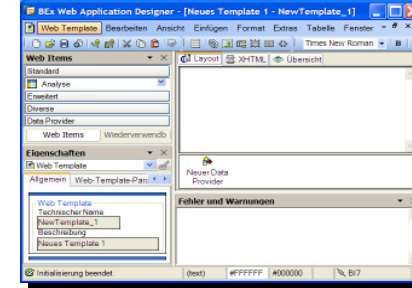 BEx Web Application Designer - [Neues Template 1 - NewTemplate_1]
Web Template Bearbeiten Ansicht Einfügen Format Extras Tabelle Fenster
Times New Roman
Web Items
Layout XHTML Übersicht
Standard
Analyse
Erweitert
Diverse
Data Provider
Web Items Wiederverwendb
Eigenschaften
Web Template
Allgemein Web-Template-Par
Neuer Data
Provider
Fehler und Warnungen
Web Template
Technischer Name
NewTemplate_1
Beschreibung
Neues Template 1
Initialisierung beendet. (text) #FFFFFF #000000 BI7